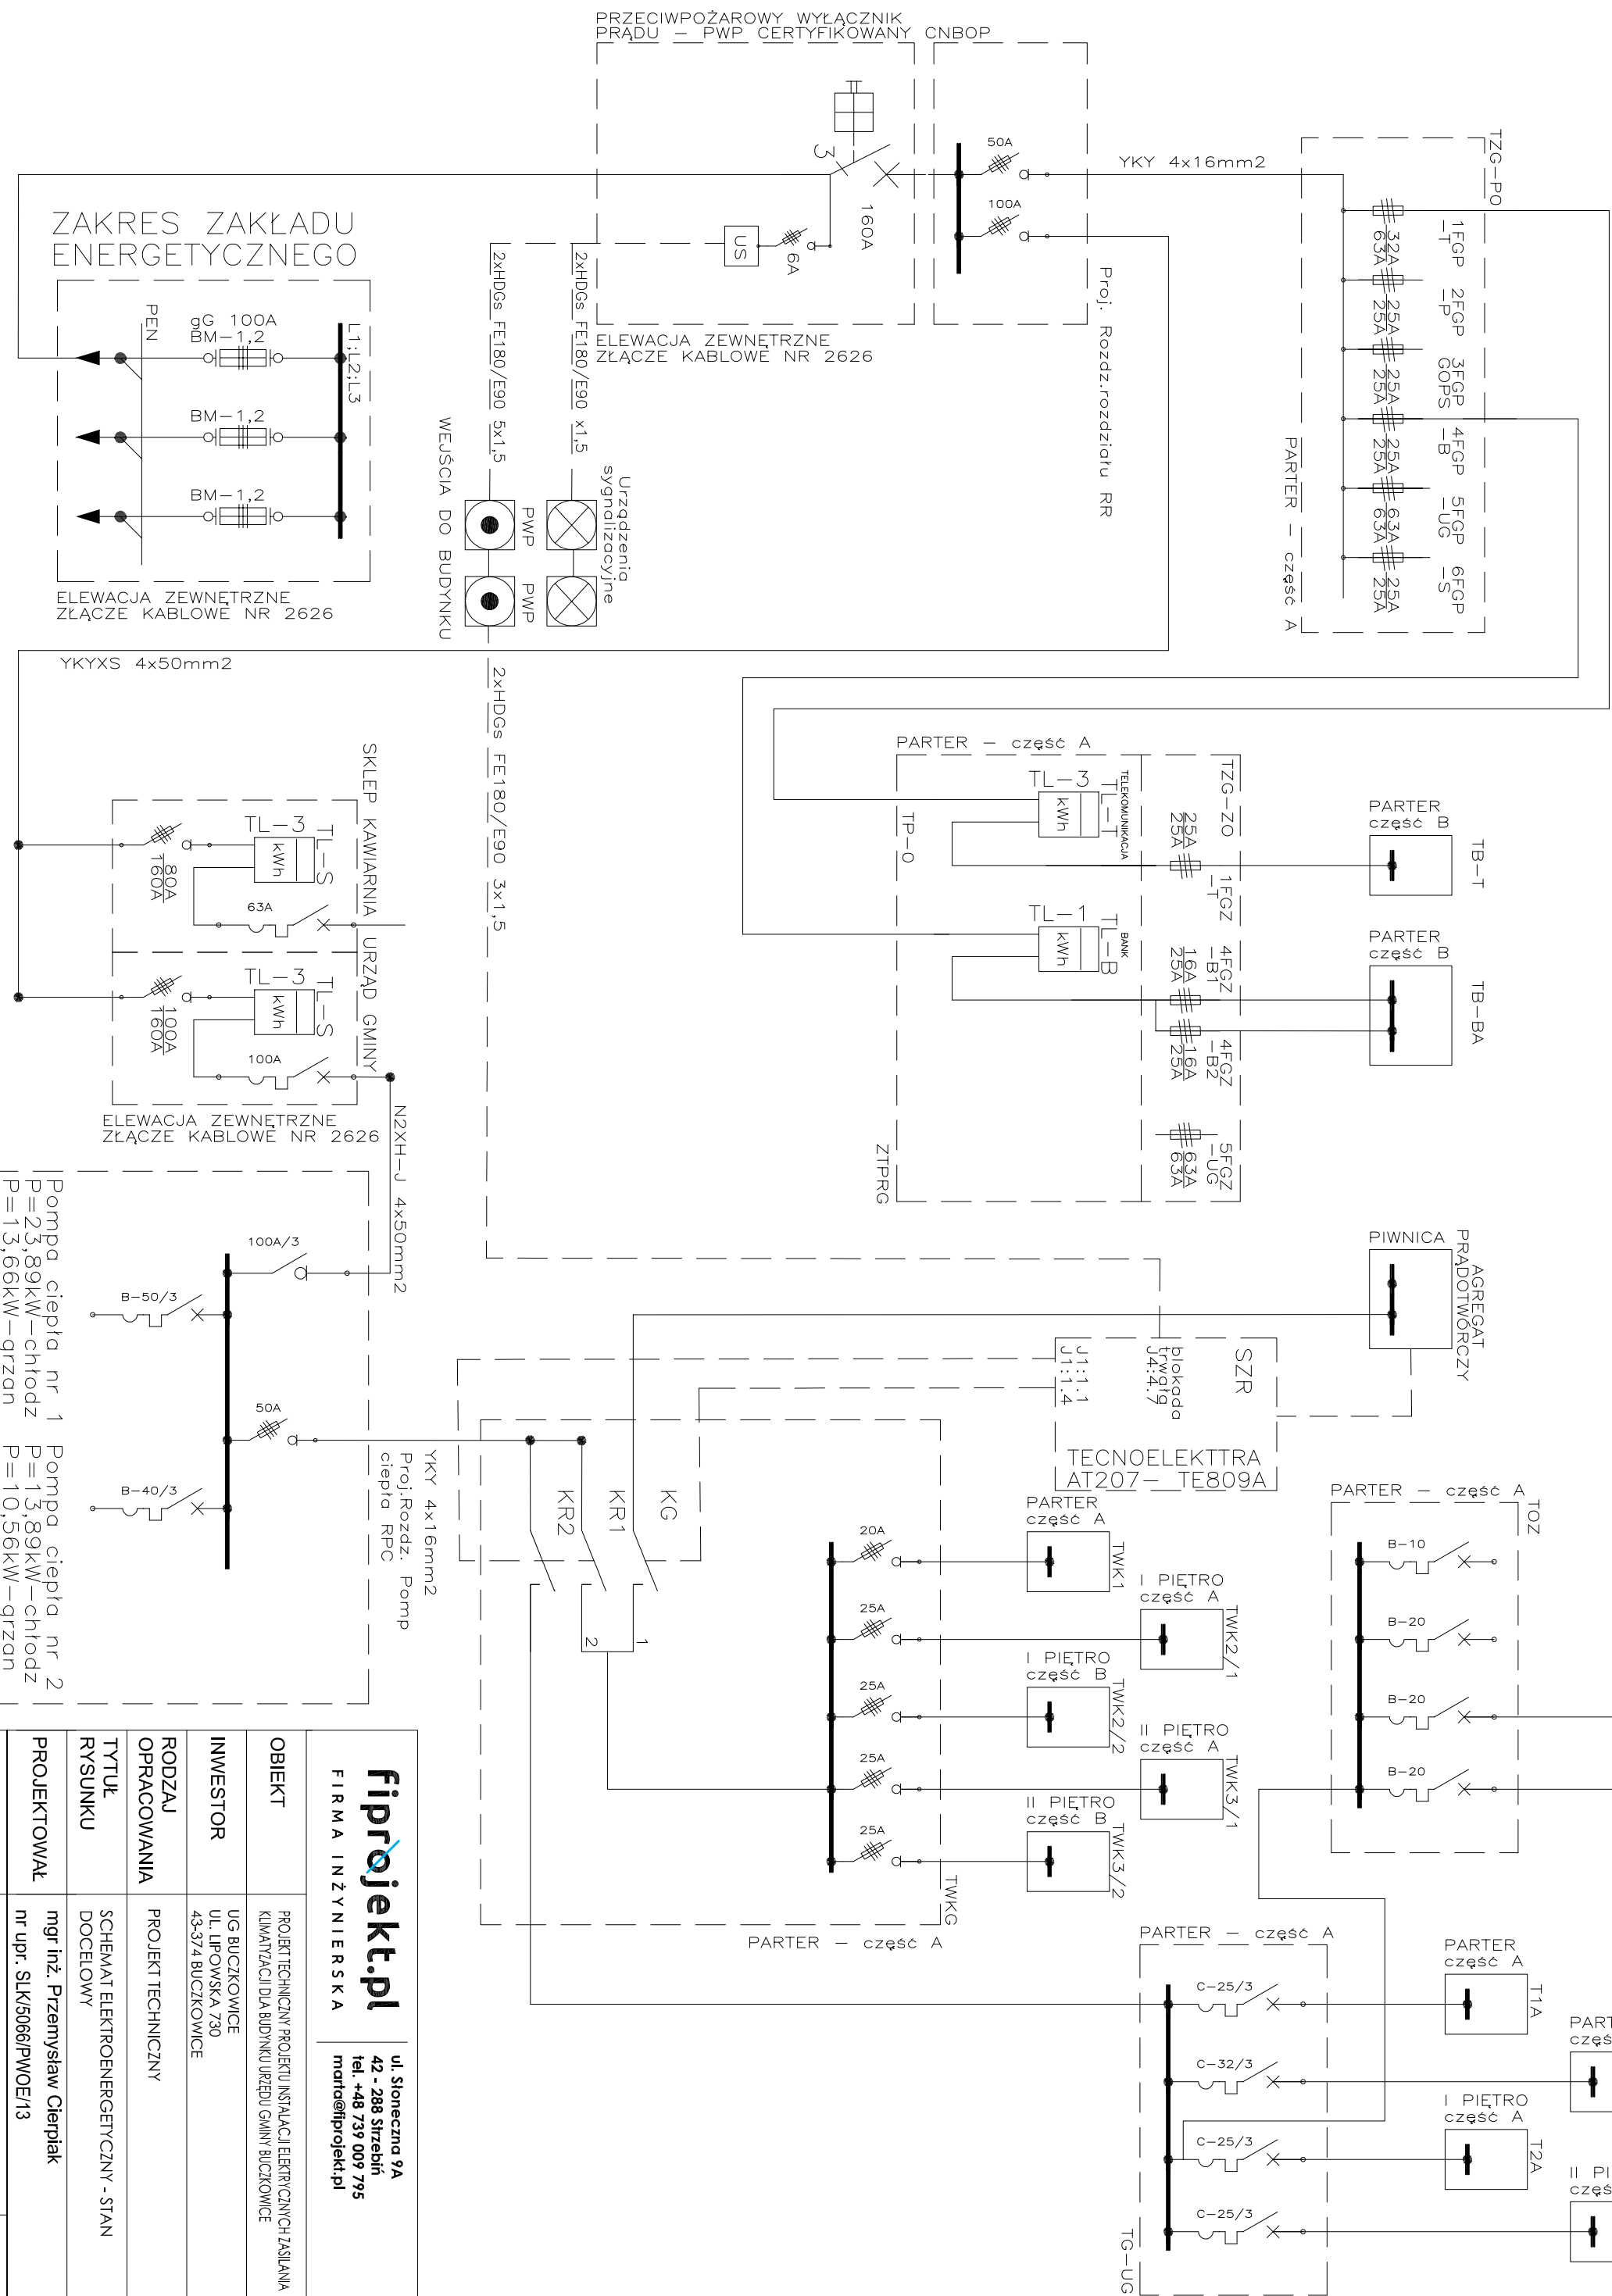 PRZECIWPOŻAROWY WYŁĄCZNIK
PRĄDU – PWP CERTYFIKOWANY CNBOP
3
160A
US
6A
ELEWACJA ZEWNĘTRZNE
ZŁĄCZE KABLOWE NR 2626
50A
100A
Proj. Rozdz.rozdziału RR
YKY 4x16mm2
TZG–PO
1FGP
–T
32A
63A
2FGP
–P
25A
25A
3FGP
GOPS
25A
25A
4FGP
–B
25A
25A
5FGP
–UG
63A
63A
6FGP
–S
25A
25A
PARTER – część A
ZAKRES ZAKŁADU
ENERGETYCZNEGO
PEN
gG 100A
BM–1,2
BM–1,2
BM–1,2
L1;L2;L3
ELEWACJA ZEWNĘTRZNE
ZŁĄCZE KABLOWE NR 2626
2xHDGs FE180/E90 5x1,5
2xHDGs FE180/E90 x1,5
WEJŚCIA DO BUDYNKU
PWP
PWP
Urządzenia
sygnalizacyjne
YKYXS 4x50mm2
2xHDGs FE180/E90 3x1,5
SKLEP KAWIARNIA
TL–3
TL–S
kWh
80A
160A
63A
URZĄD GMINY
TL–3
TL–S
kWh
100A
160A
100A
ELEWACJA ZEWNĘTRZNE
ZŁĄCZE KABLOWE NR 2626
N2XH–J 4x50mm2
PARTER – część A
TP–0
TZG–ZO
TL–3
TL–T
TELEKOMUNIKACJA
kWh
25A
25A
1FGZ
–T
TL–1
TL–B
BANK
kWh
4FGZ
–B1
16A
25A
4FGZ
–B2
16A
25A
5FGZ
–UG
63A
63A
ZTPRG
PARTER
część B
TB–T
PARTER
część B
TB–BA
PIWNICA
AGREGAT
PRĄDOTWÓRCZY
SZR
blokada
trwała
J4:4.7
J1:1.1
J1:1.4
TECNOELEKTTRA
AT207– TE809A
100A/3
B–50/3
50A
B–40/3
Pompa ciepła nr 1
P=23,89kW–chłodz
P=13,66kW–grzan
Pompa ciepła nr 2
P=13,89kW–chłodz
P=10,56kW–grzan
YKY 4x16mm2
Proj.Rozdz. Pomp
ciepła RPC
KG
KR1
KR2
1
2
20A
25A
25A
25A
25A
TWKG
PARTER – część A
PARTER
część A
TWK1
I PIĘTRO
część A
TWK2/1
I PIĘTRO
część B
TWK2/2
II PIĘTRO
część A
TWK3/1
II PIĘTRO
część B
TWK3/2
PARTER – część A
TOZ
B–10
B–20
B–20
B–20
PARTER – część A
C–25/3
C–32/3
C–25/3
C–25/3
TG–UG
PARTER
część A
T1A
I PIĘTRO
część A
T2A
fiprojekt.pl
FIRMA INŻYNIERSKA
ul. Słoneczna 9A
42 - 288 Strzebiń
tel. +48 739 009 795
marta@fiprojekt.pl
OBIEKT
PROJEKT TECHNICZNY PROJEKTU INSTALACJI ELEKTRYCZNYCH ZASILANIA
KLIMATYZACJI DLA BUDYNKU URZĘDU GMINY BUCZKOWICE
INWESTOR
UG BUCZKOWICE
UL. LIPOWSKA 730
43-374 BUCZKOWICE
RODZAJ
OPRACOWANIA
PROJEKT TECHNICZNY
TYTUŁ
RYSUNKU
SCHEMAT ELEKTROENERGETYCZNY - STAN
DOCELOWY
PROJEKTOWAŁ
mgr inż. Przemysław Cierpiak
nr upr. SLK/5066/PWOE/13